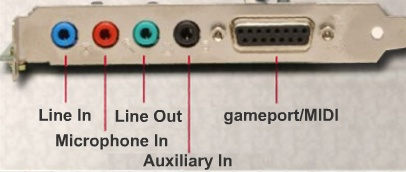 Line In
Line Out
gameport/MIDI
Microphone In
Auxiliary In